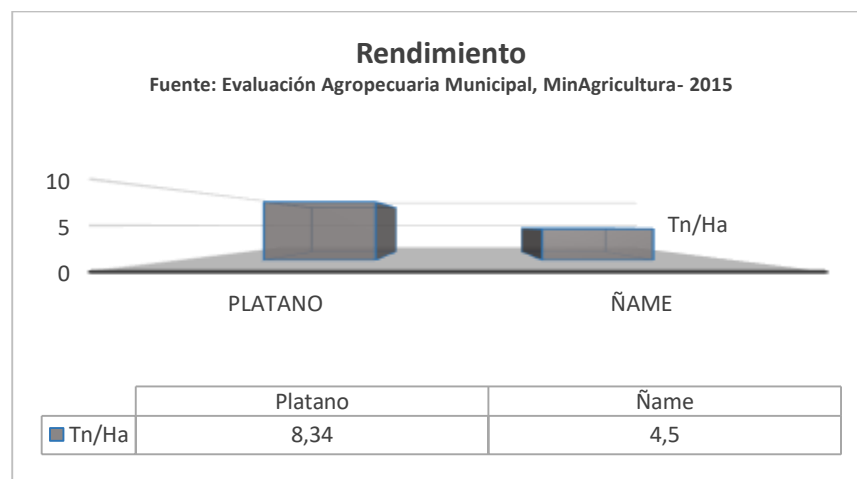 Rendimiento
Fuente: Evaluación Agropecuaria Municipal, MinAgricultura- 2015
10
5
0
Tn/Ha
PLATANO ÑAME
Platano Ñame
Tn/Ha 8,34 4,5